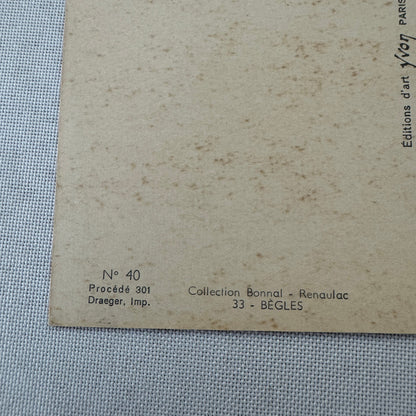 N° 40
Procédé 301
Draeger, Imp.
Collection Bonnal - Renaulac
33 - BÈGLES
Éditions d'art yvon PARIS